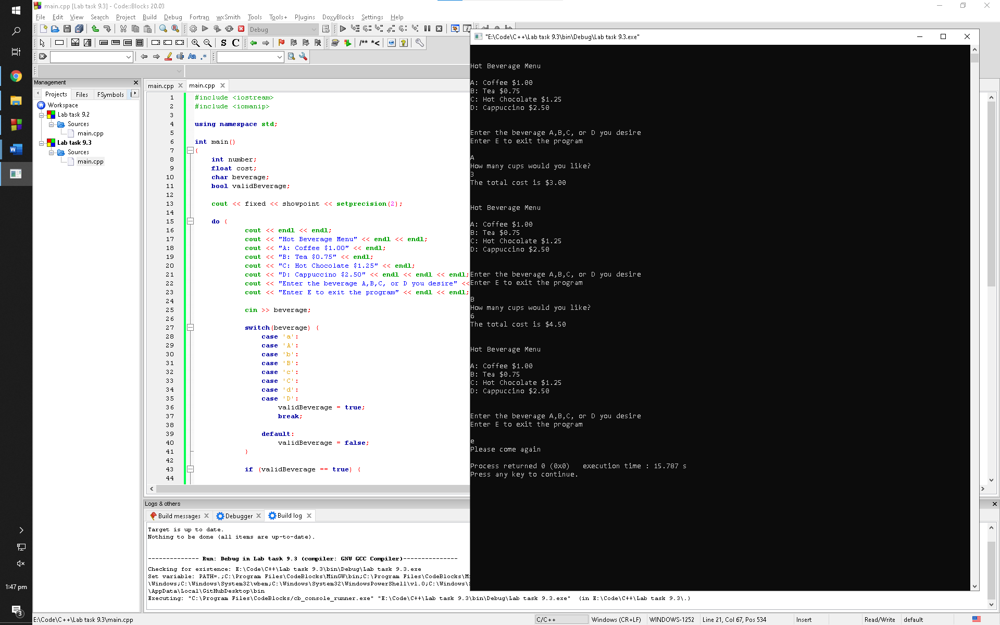 main.cpp [Lab task 9.3] - Code::Blocks 20.03
File Edit View Search Project Build Debug Fortran wxSmith Tools Tools+ Plugins DoxyBlocks Settings Help
Debug
S C /** *<
Aa .*
Management
Projects Files FSymbols
Workspace
Lab task 9.2
Sources
main.cpp
Lab task 9.3
Sources
main.cpp
main.cpp main.cpp
1 #include <iostream>
2 #include <iomanip>
3
4 using namespace std;
5
6 int main()
7 {
8 int number;
9 float cost;
10 char beverage;
11 bool validBeverage;
12
13 cout << fixed << showpoint << setprecision(2);
14
15 do {
16 cout << endl << endl;
17 cout << "Hot Beverage Menu" << endl << endl;
18 cout << "A: Coffee $1.00" << endl;
19 cout << "B: Tea $0.75" << endl;
20 cout << "C: Hot Chocolate $1.25" << endl;
21 cout << "D: Cappuccino $2.50" << endl << endl << endl;
22 cout << "Enter the beverage A,B,C, or D you desire" <<
23 cout << "Enter E to exit the program" << endl << endl;
24
25 cin >> beverage;
26
27 switch(beverage) {
28 case 'a':
29 case 'A':
30 case 'b':
31 case 'B':
32 case 'c':
33 case 'C':
34 case 'd':
35 case 'D':
36 validBeverage = true;
37 break;
38
39 default:
40 validBeverage = false;
41 }
42
43 if (validBeverage == true) {
44
"E:\Code\C++\Lab task 9.3\bin\Debug\Lab task 9.3.exe"
Hot Beverage Menu
A: Coffee $1.00
B: Tea $0.75
C: Hot Chocolate $1.25
D: Cappuccino $2.50
Enter the beverage A,B,C, or D you desire
Enter E to exit the program
A
How many cups would you like?
3
The total cost is $3.00
Hot Beverage Menu
A: Coffee $1.00
B: Tea $0.75
C: Hot Chocolate $1.25
D: Cappuccino $2.50
Enter the beverage A,B,C, or D you desire
Enter E to exit the program
B
How many cups would you like?
6
The total cost is $4.50
Hot Beverage Menu
A: Coffee $1.00
B: Tea $0.75
C: Hot Chocolate $1.25
D: Cappuccino $2.50
Enter the beverage A,B,C, or D you desire
Enter E to exit the program
e
Please come again
Process returned 0 (0x0) execution time : 15.787 s
Press any key to continue.
Logs & others
Build messages Debugger Build log
Target is up to date.
Nothing to be done (all items are up-to-date).
-------------- Run: Debug in Lab task 9.3 (compiler: GNU GCC Compiler)---------------
Checking for existence: E:\Code\C++\Lab task 9.3\bin\Debug\Lab task 9.3.exe
Set variable: PATH=.;C:\Program Files\CodeBlocks\MinGW\bin;C:\Program Files\CodeBlocks\M
\Windows;C:\Windows\System32\wbem;C:\Windows\System32\WindowsPowerShell\v1.0;C:\Windows\
\AppData\Local\GitHubDesktop\bin
Executing: "C:\Program Files\CodeBlocks/cb_console_runner.exe" "E:\Code\C++\Lab task 9.3\bin\Debug\Lab task 9.3.exe" (in E:\Code\C++\Lab task 9.3\.)
E:\Code\C++\Lab task 9.3\main.cpp C/C++ Windows (CR+LF) WINDOWS-1252 Line 21, Col 67, Pos 534 Insert Read/Write default
1:47 pm
3